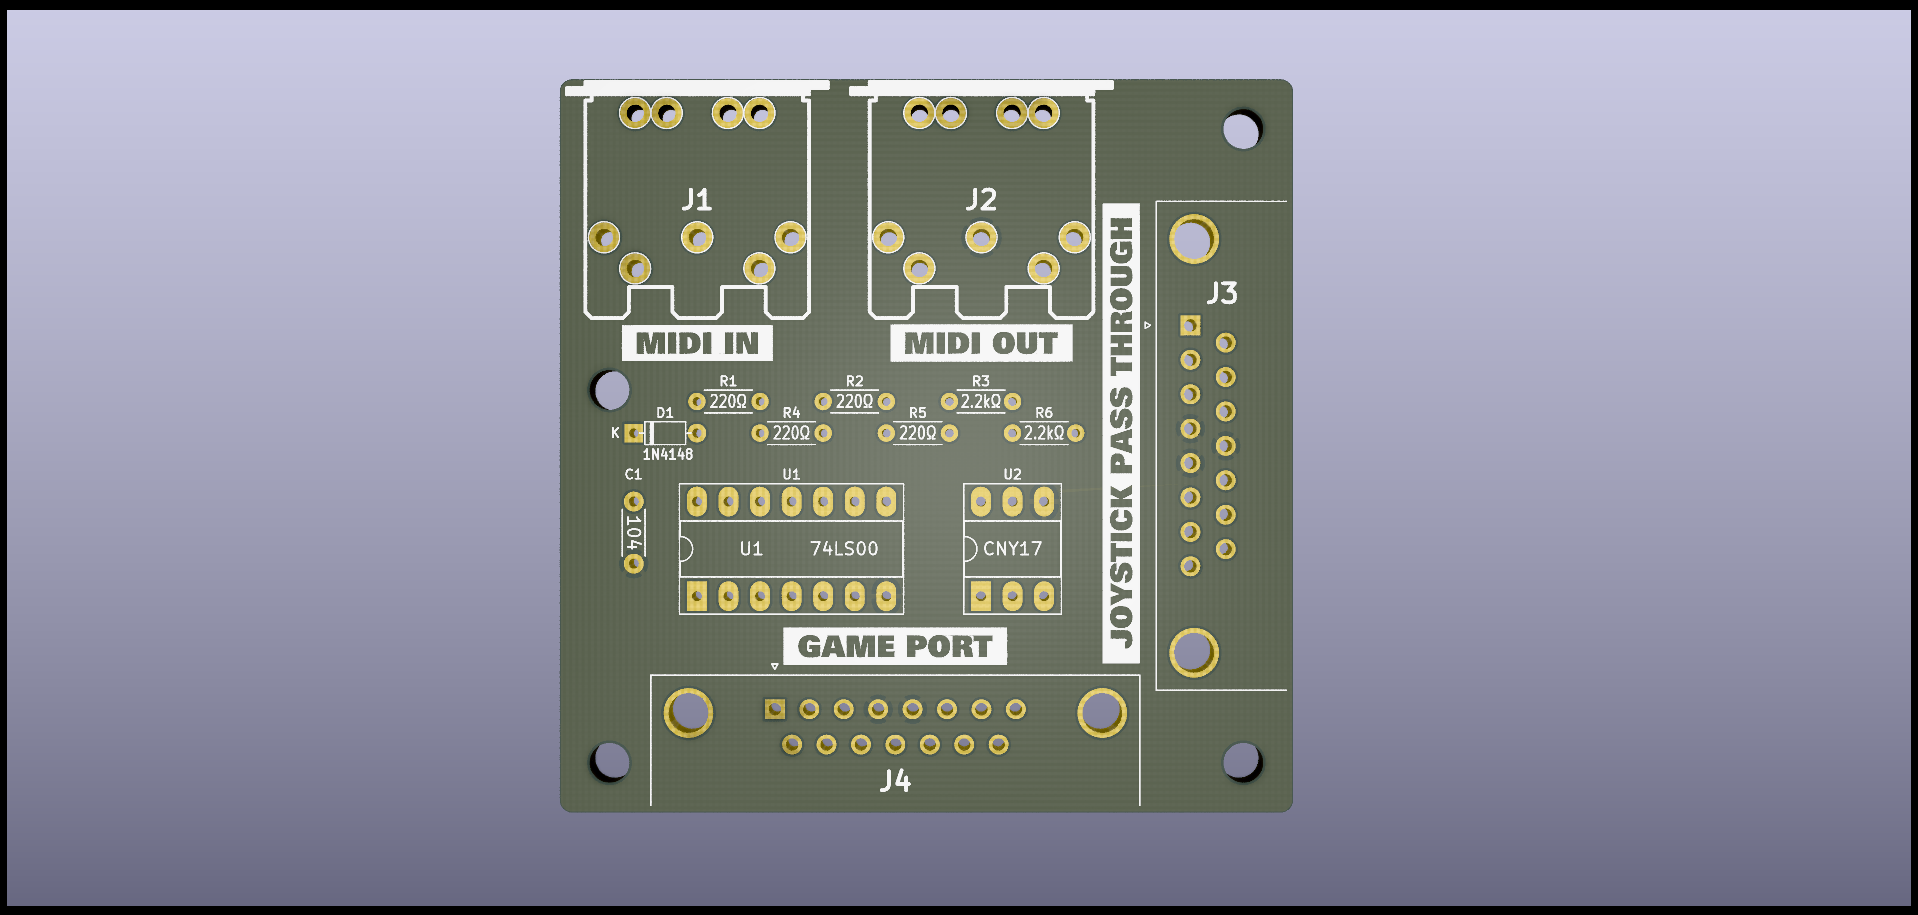 J1
J2
J3
MIDI IN
MIDI OUT
JOYSTICK PASS THROUGH
R1
R2
R3
220Ω
220Ω
2.2kΩ
D1
R4
R5
R6
K
220Ω
220Ω
2.2kΩ
1N4148
C1
U1
U2
104
U1 74LS00
CNY17
GAME PORT
J4